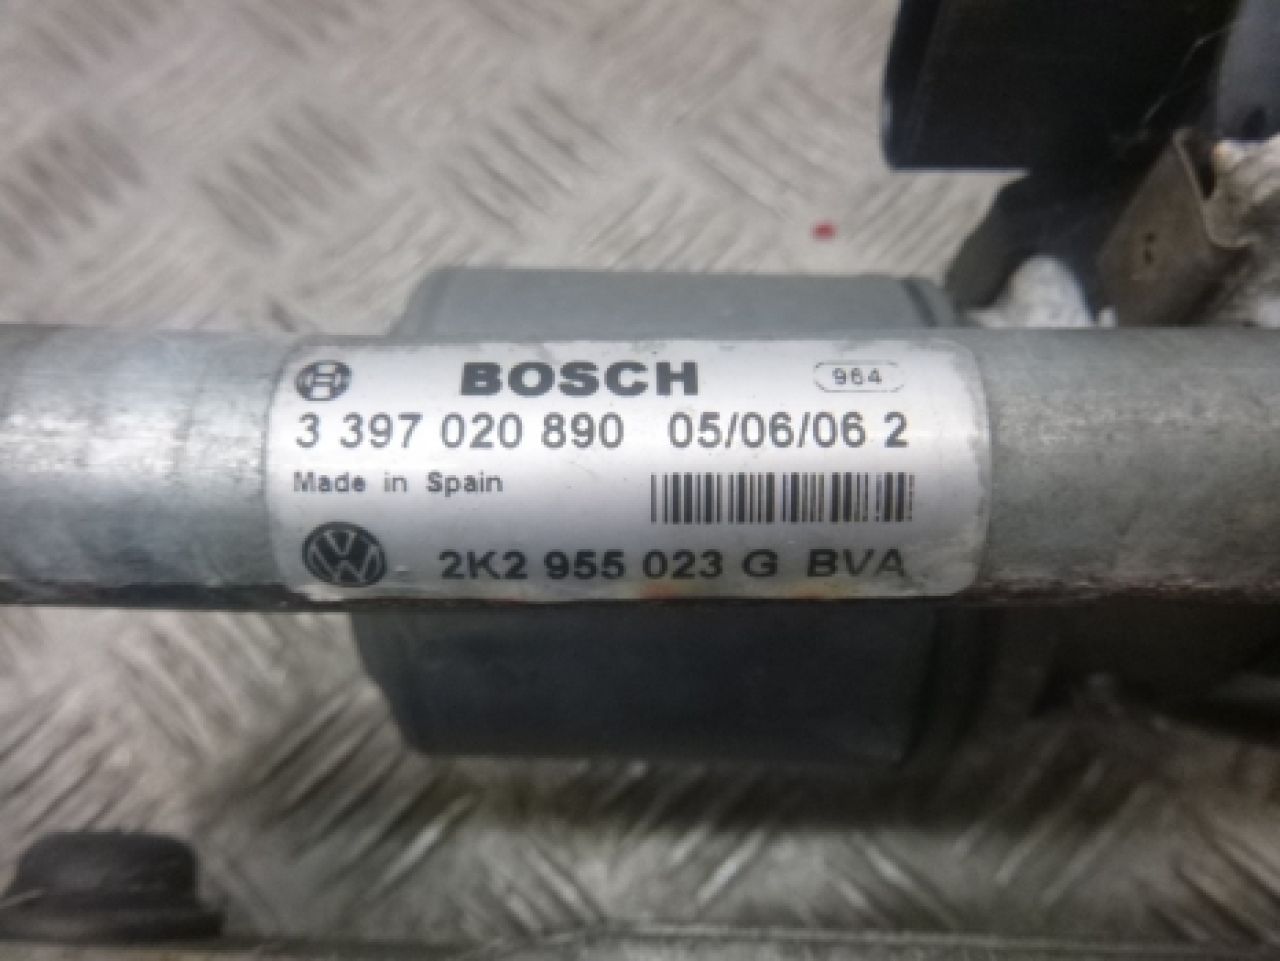 BOSCH 964
3 397 020 890 05/06/06 2
Made in Spain
2K2 955 023 G BVA